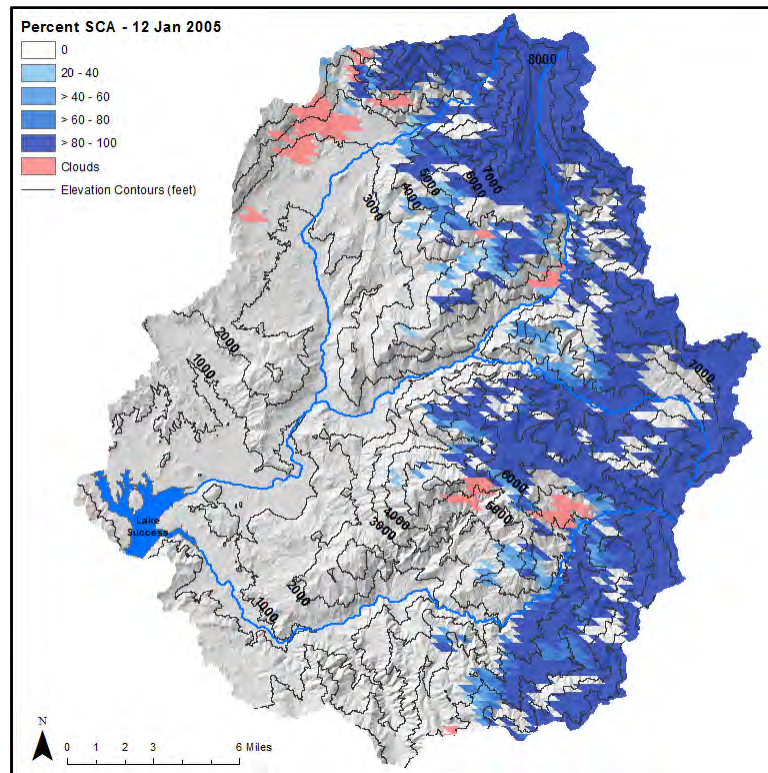 Percent SCA - 12 Jan 2005
0
20 - 40
> 40 - 60
> 60 - 80
> 80 - 100
Clouds
Elevation Contours (feet)
8000
7000
6000
5000
4000
3000
2000
1000
7000
6000
5000
4000
3000
Lake
Success
2000
1000
N
0 1 2 3 6 Miles